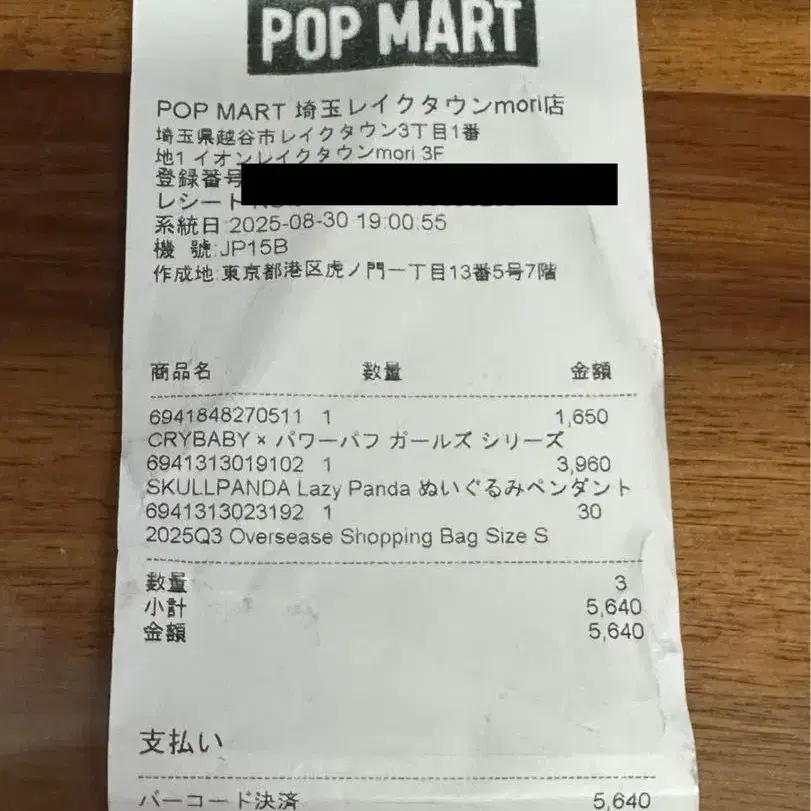 POP MART
POP MART 埼玉レイクタウンmori店
埼玉県越谷市レイクタウン3丁目1番
地1 イオンレイクタウンmori 3F
登録番号
レシート
系統日:2025-08-30 19:00:55
機 號:JP15B
作成地:東京都港区虎ノ門一丁目13番5号7階
商品名 数量 金額
6941848270511 1 1,650
CRYBABY × パワーパフ ガールズ シリーズ
6941313019102 1 3,960
SKULLPANDA Lazy Panda ぬいぐるみペンダント
6941313023192 1 30
2025Q3 Oversease Shopping Bag Size S
数量 3
小計 5,640
金額 5,640
支払い
バーコード決済 5,640